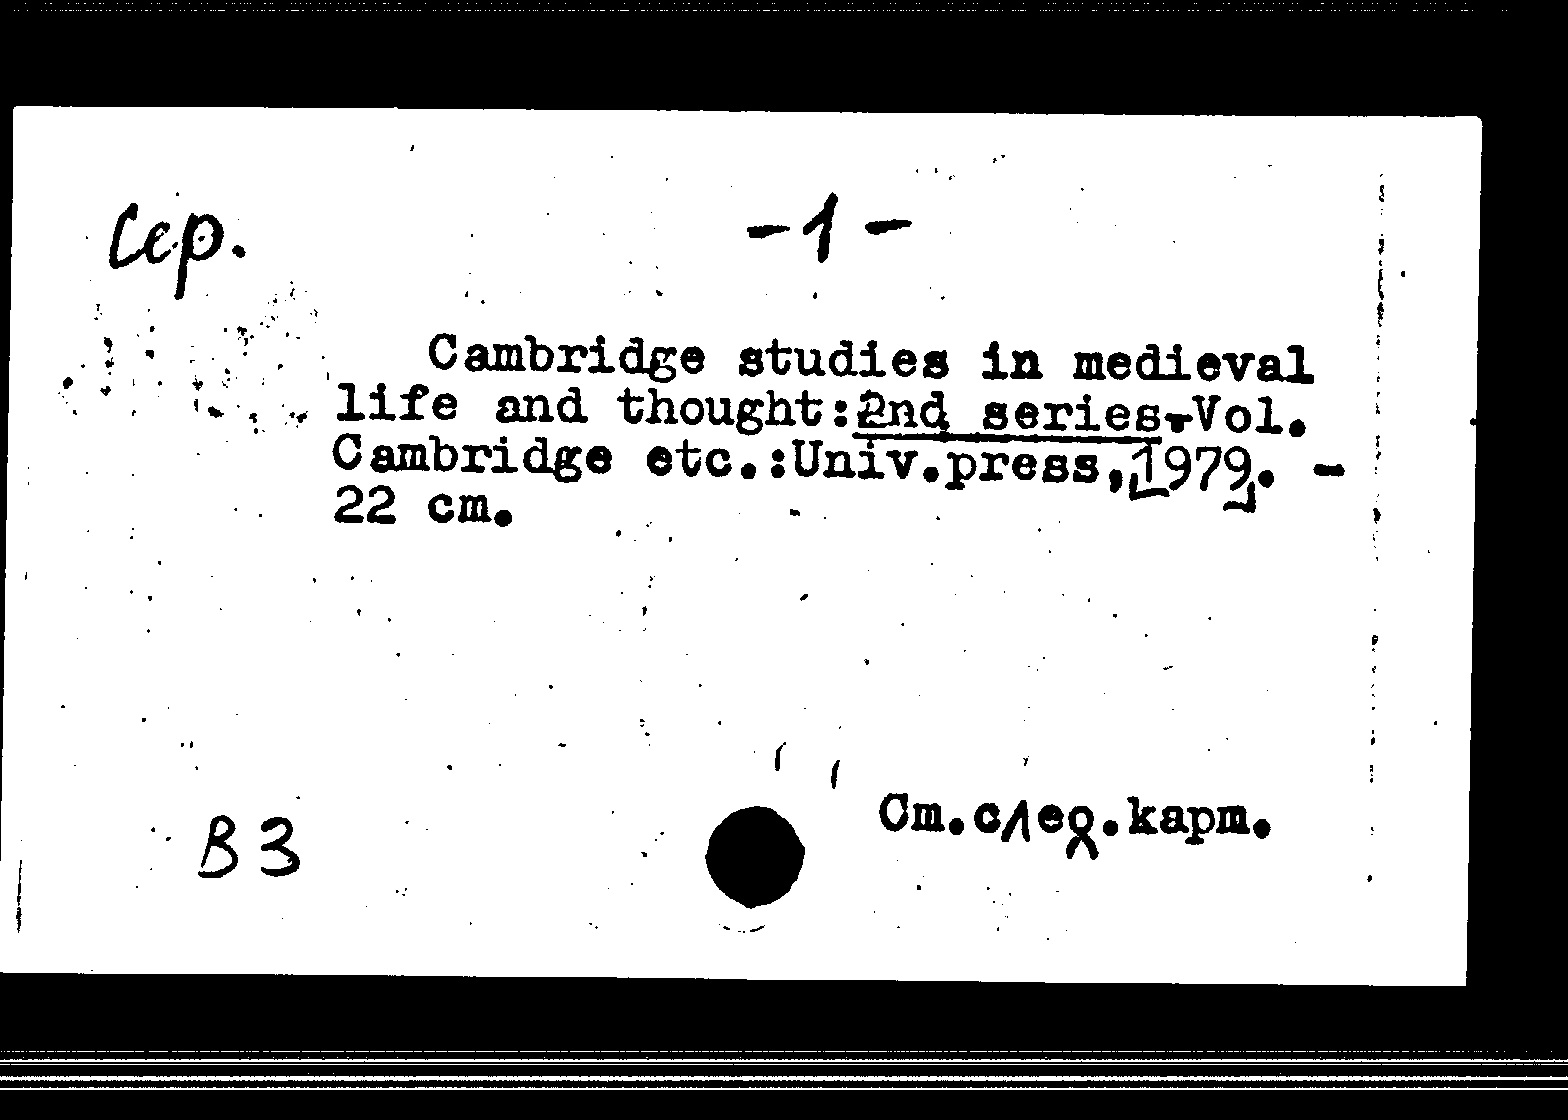 Сер.
- 1 -
Cambridge studies in medieval
life and thought:2nd series.-Vol.
Cambridge etc.:Univ.press,1979. -
22 cm.
См.след.карт.
B3